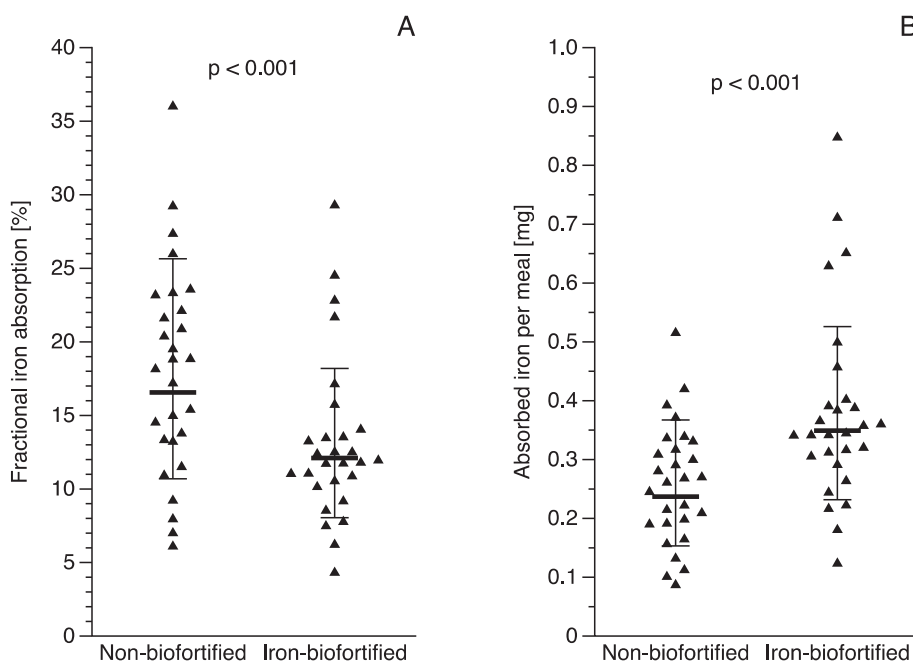 A
p < 0.001
Fractional iron absorption [%]
40
35
30
25
20
15
10
5
0
Non-biofortified Iron-biofortified
B
p < 0.001
Absorbed iron per meal [mg]
1.0
0.9
0.8
0.7
0.6
0.5
0.4
0.3
0.2
0.1
0
Non-biofortified Iron-biofortified